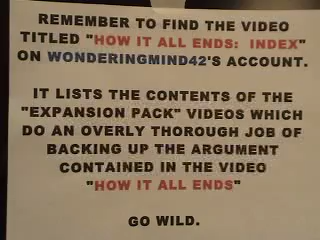 REMEMBER TO FIND THE VIDEO
TITLED "HOW IT ALL ENDS: INDEX"
ON WONDERINGMIND42'S ACCOUNT.
IT LISTS THE CONTENTS OF THE
"EXPANSION PACK" VIDEOS WHICH
DO AN OVERLY THOROUGH JOB OF
BACKING UP THE ARGUMENT
CONTAINED IN THE VIDEO
"HOW IT ALL ENDS"
GO WILD.